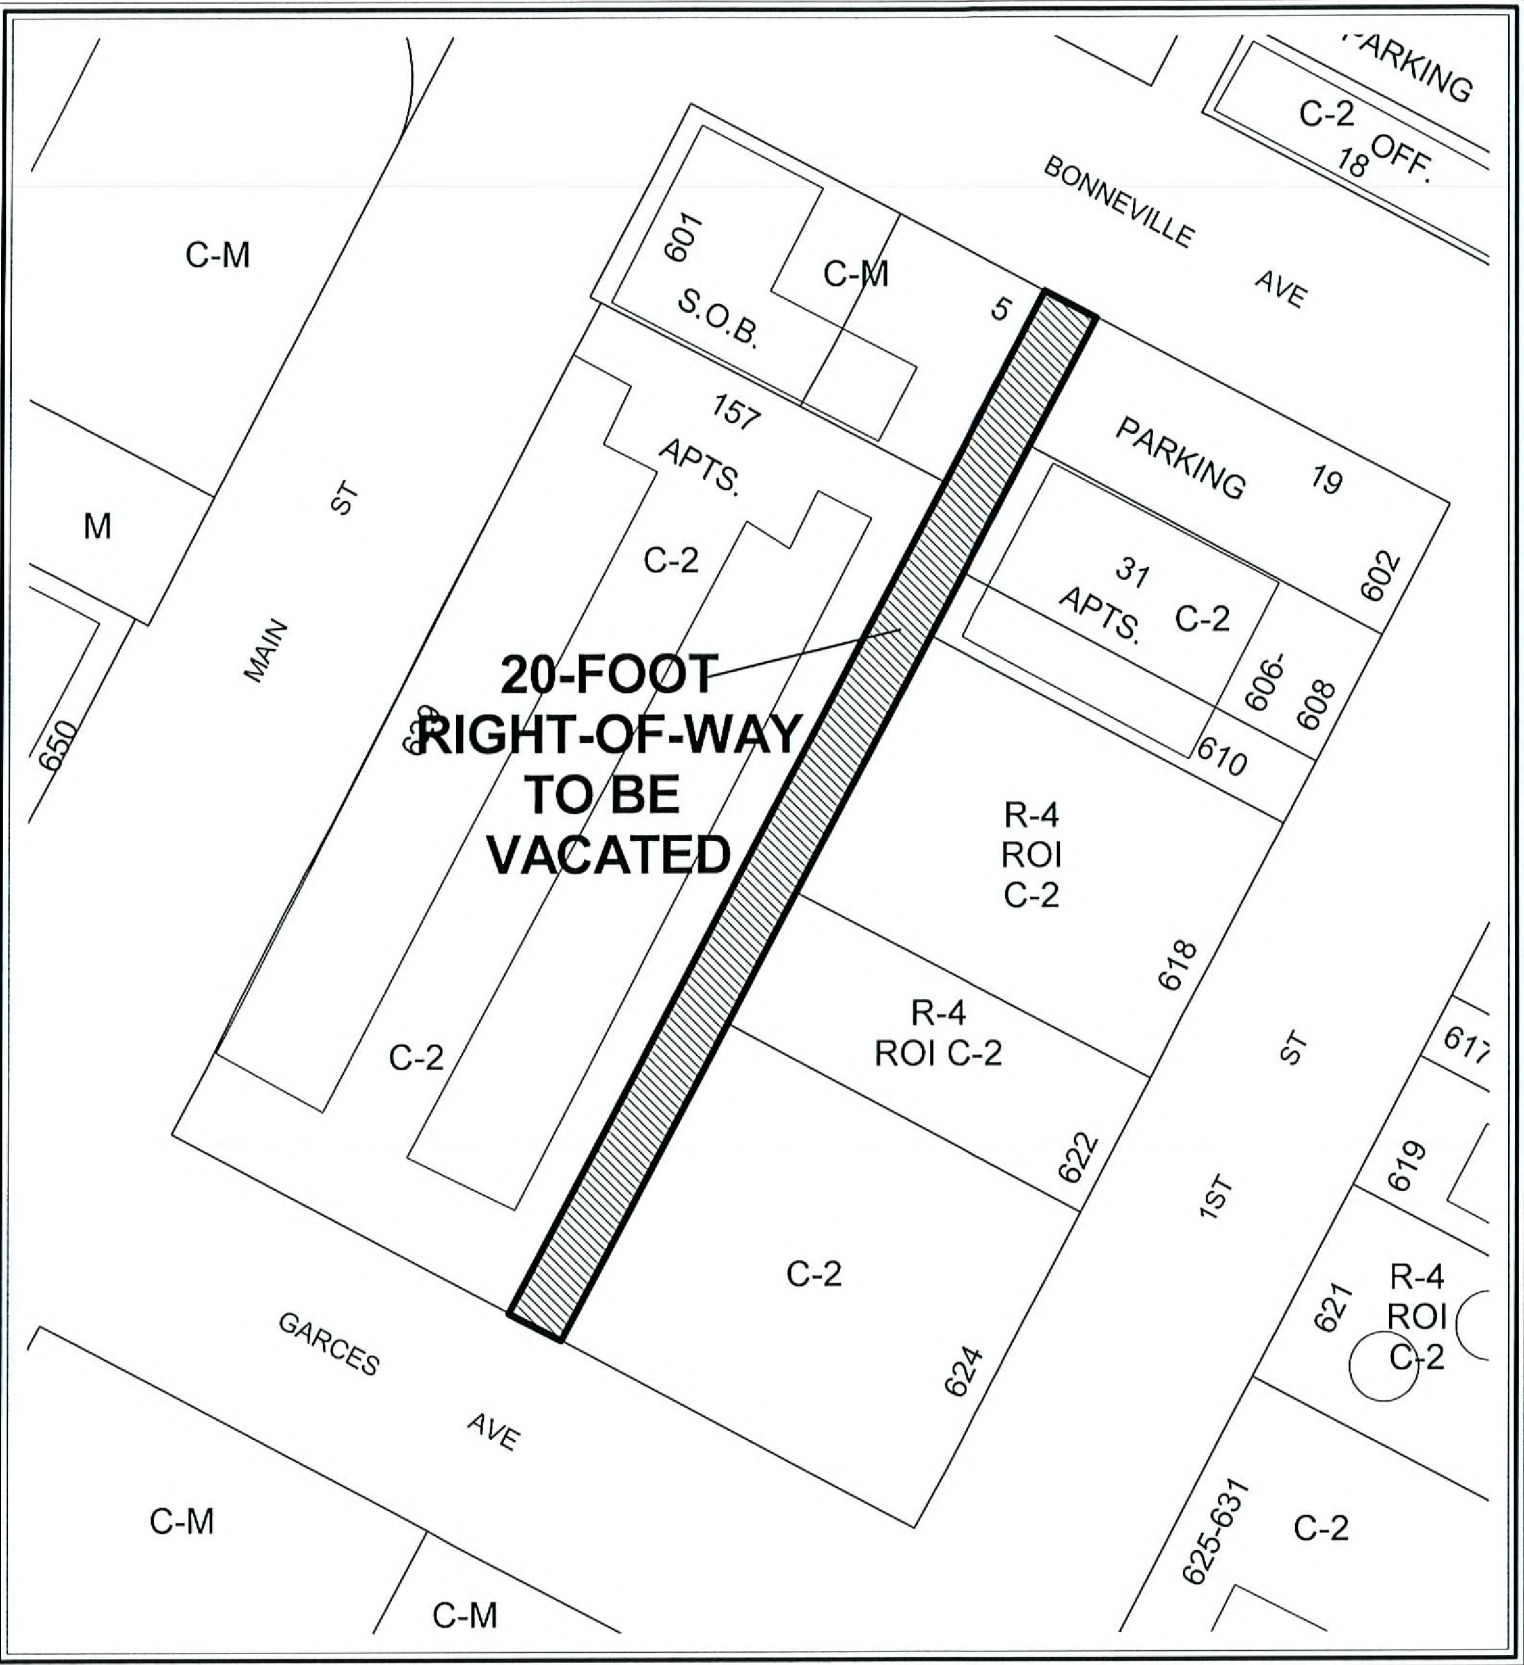 PARKING
C-2
OFF.
18
BONNEVILLE
AVE
C-M
601
S.O.B.
C-M
5
157
APTS.
C-2
PARKING
19
602
31
APTS.
C-2
606-
608
610
M
ST
MAIN
650
20-FOOT
RIGHT-OF-WAY
TO BE
VACATED
R-4
ROI
C-2
618
R-4
ROI C-2
622
C-2
C-2
624
ST
1ST
617
619
621
R-4
ROI
C-2
625-631
C-2
GARCES
AVE
C-M
C-M